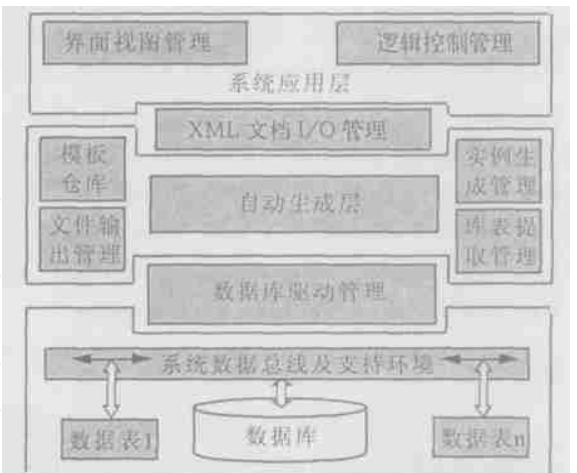 界面视图管理
逻辑控制管理
系统应用层
XML文档I/O管理
模板
仓库
实例生
成管理
自动生成层
文件输
出管理
库表提
取管理
数据库驱动管理
系统数据总线及支持环境
数据表1
数据库
数据表n